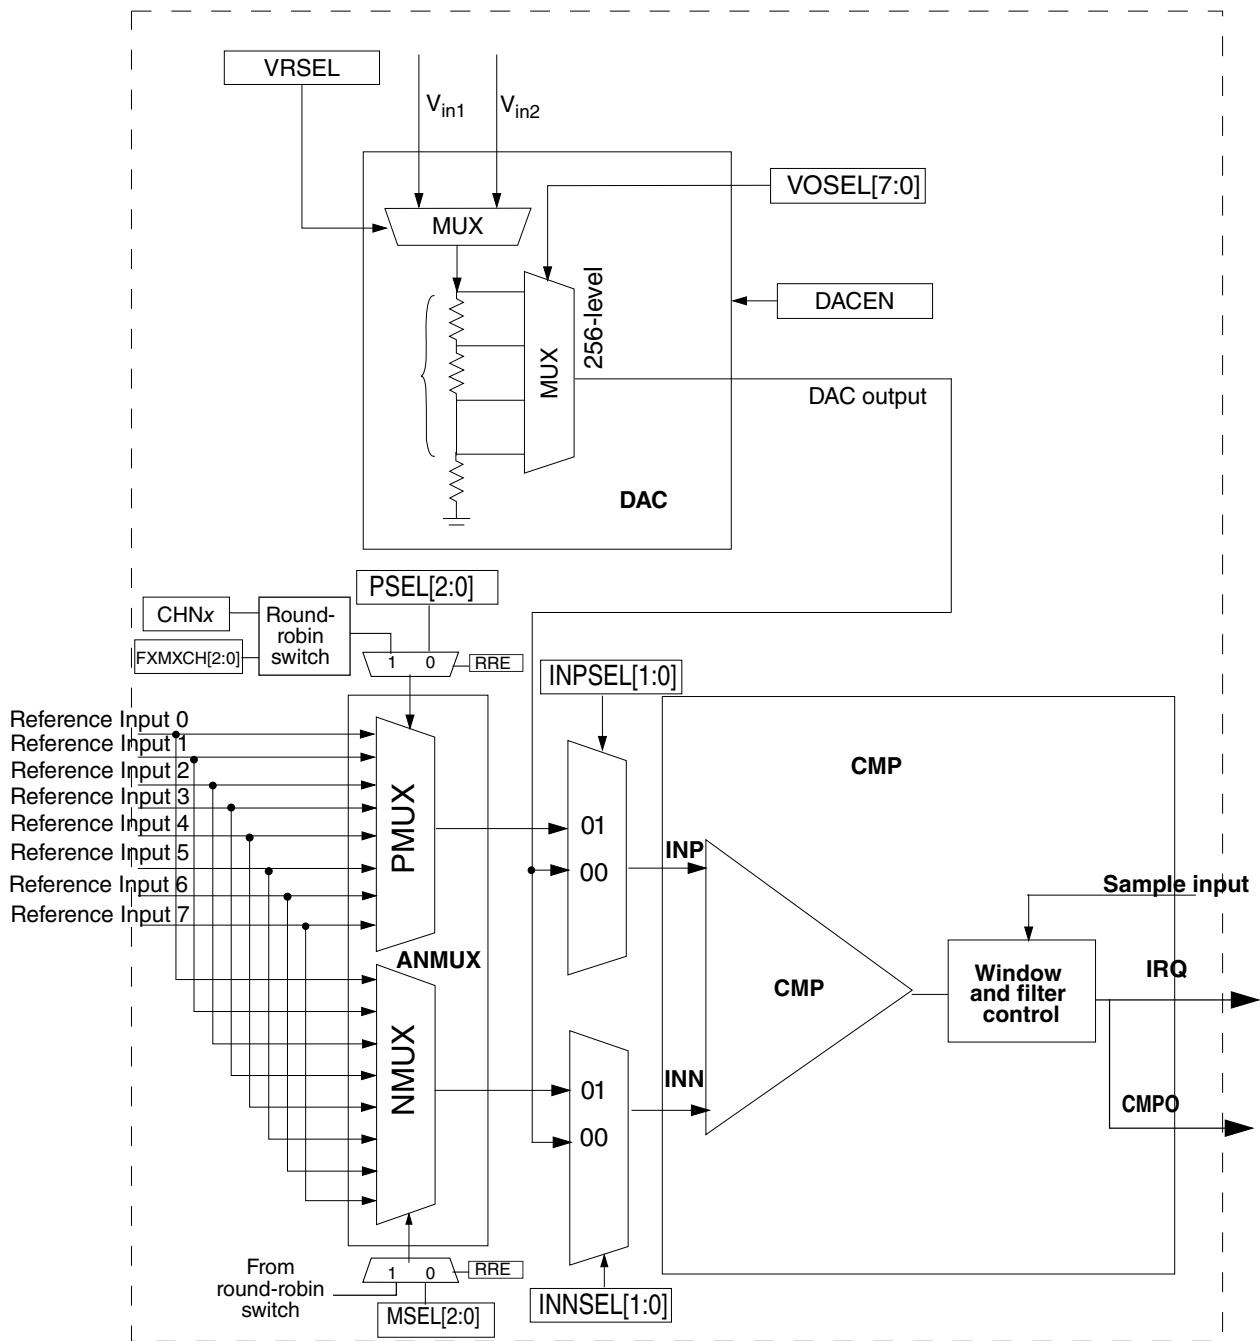 VRSEL
Vin1
Vin2
VOSEL[7:0]
MUX
256-level
MUX
DACEN
DAC output
DAC
PSEL[2:0]
CHNx
Round-
robin
switch
FXMXCH[2:0]
1 0
RRE
INPSEL[1:0]
Reference Input 0
Reference Input 1
Reference Input 2
Reference Input 3
Reference Input 4
Reference Input 5
Reference Input 6
Reference Input 7
PMUX
01
00
CMP
INP
Sample input
ANMUX
CMP
Window
and filter
control
IRQ
NMUX
01
00
INN
CMPO
From
round-robin
switch
1 0
RRE
MSEL[2:0]
INNSEL[1:0]